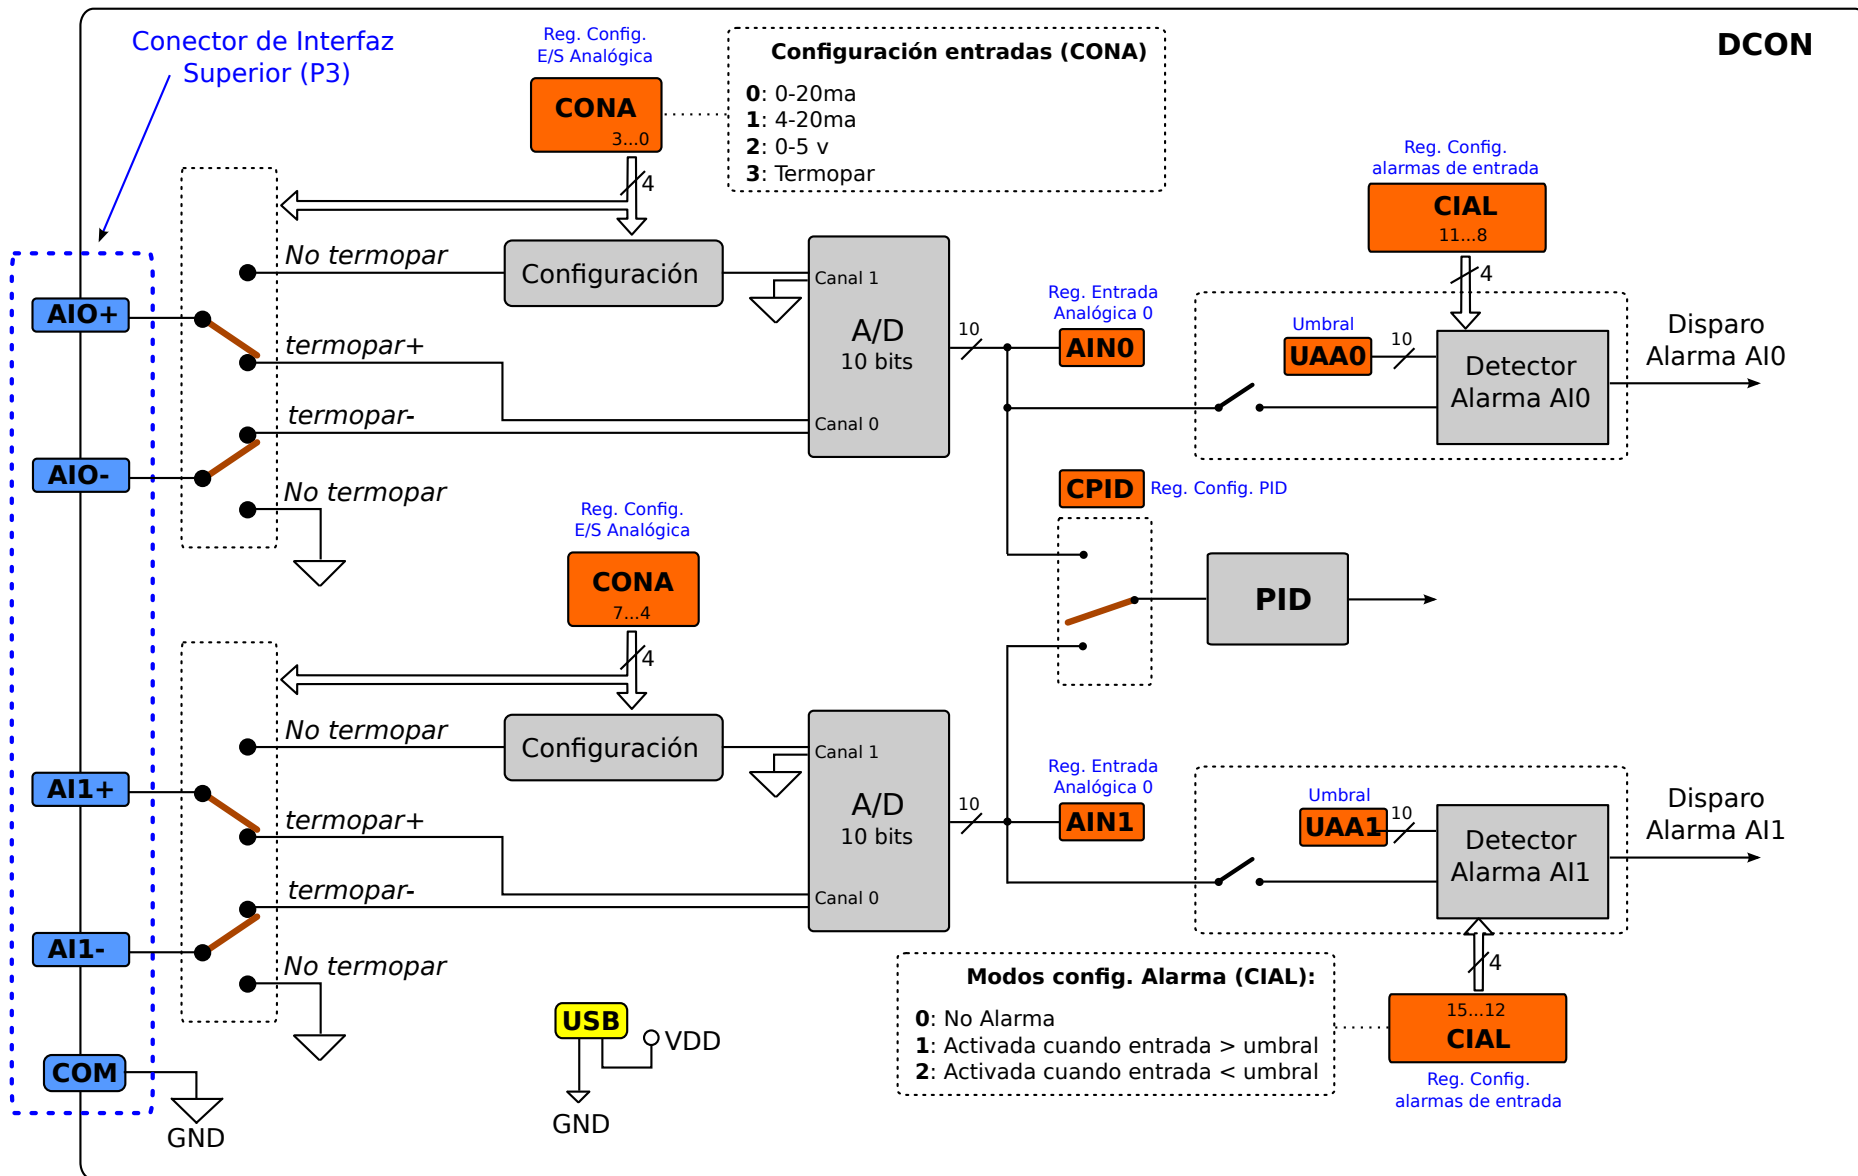 DCON
Conector de Interfaz
Superior (P3)
Reg. Config.
E/S Analógica
CONA
3...0
4
Configuración entradas (CONA)
0: 0-20ma
1: 4-20ma
2: 0-5 v
3: Termopar
Reg. Config.
alarmas de entrada
CIAL
11...8
4
No termopar
Configuración
Canal 1
A/D
10 bits
Canal 0
10
AIO+
termopar+
termopar-
AIO-
No termopar
Reg. Entrada
Analógica 0
AIN0
Umbral
UAA0
10
Detector
Alarma AI0
Disparo
Alarma AI0
CPID
Reg. Config. PID
PID
Reg. Config.
E/S Analógica
CONA
7...4
4
No termopar
Configuración
Canal 1
A/D
10 bits
Canal 0
10
AI1+
termopar+
termopar-
AI1-
No termopar
Reg. Entrada
Analógica 0
AIN1
Umbral
UAA1
10
Detector
Alarma AI1
Disparo
Alarma AI1
4
15...12
CIAL
Reg. Config.
alarmas de entrada
Modos config. Alarma (CIAL):
0: No Alarma
1: Activada cuando entrada > umbral
2: Activada cuando entrada < umbral
USB
VDD
GND
COM
GND